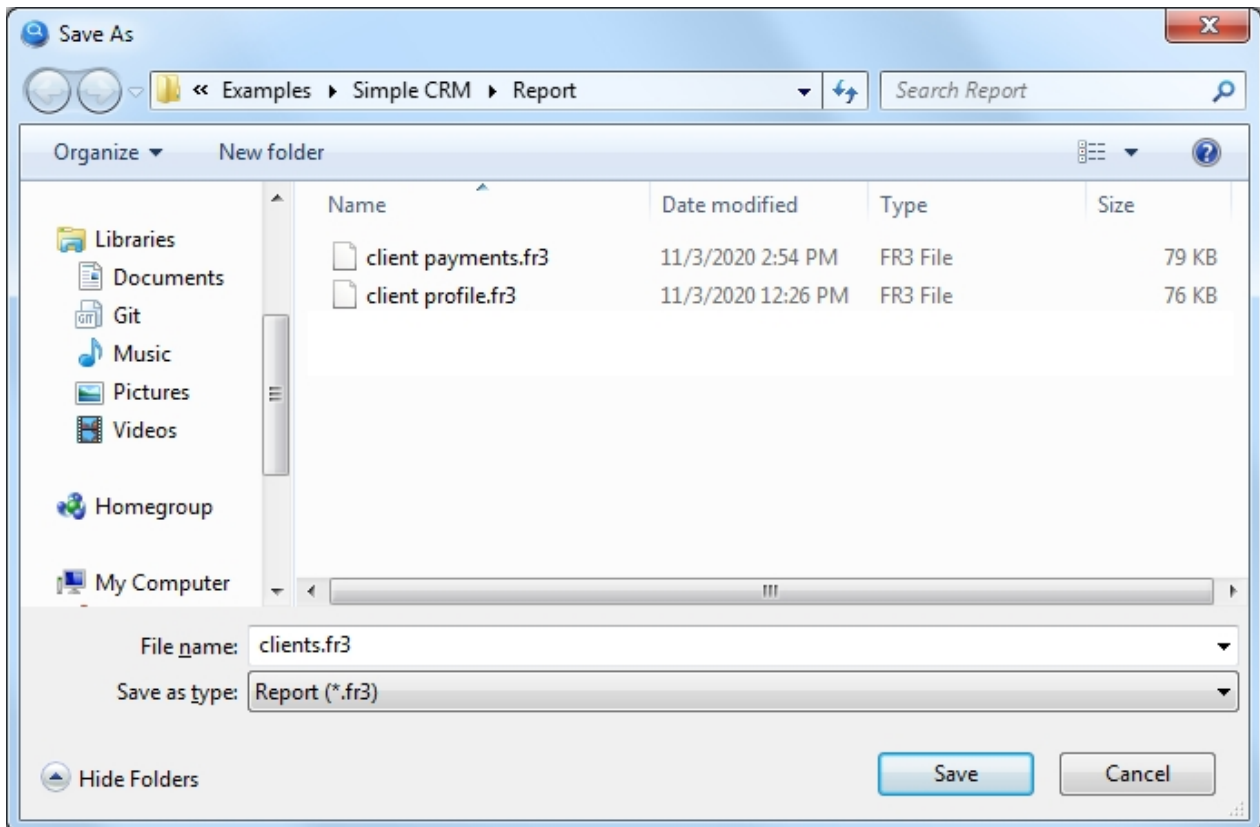 Save As
« Examples Simple CRM Report Search Report
Organize New folder
Name Date modified Type Size
Libraries
Documents
Git
Music
Pictures
Videos
Homegroup
My Computer
client payments.fr3 11/3/2020 2:54 PM FR3 File 79 KB
client profile.fr3 11/3/2020 12:26 PM FR3 File 76 KB
File name: clients.fr3
Save as type: Report (*.fr3)
Hide Folders Save Cancel